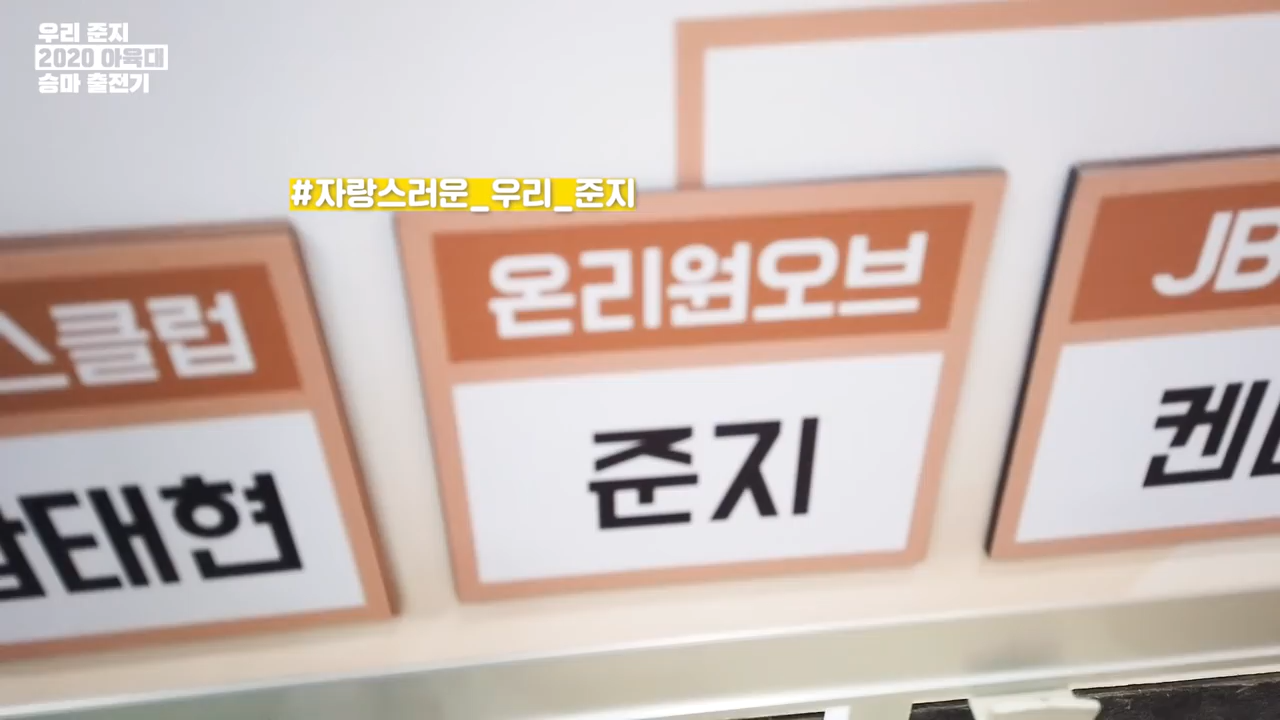 우리 준지
2020 아육대
승마 출전기
#자랑스러운_우리_준지
스클럽
태현
온리원오브
준지
JB
켄